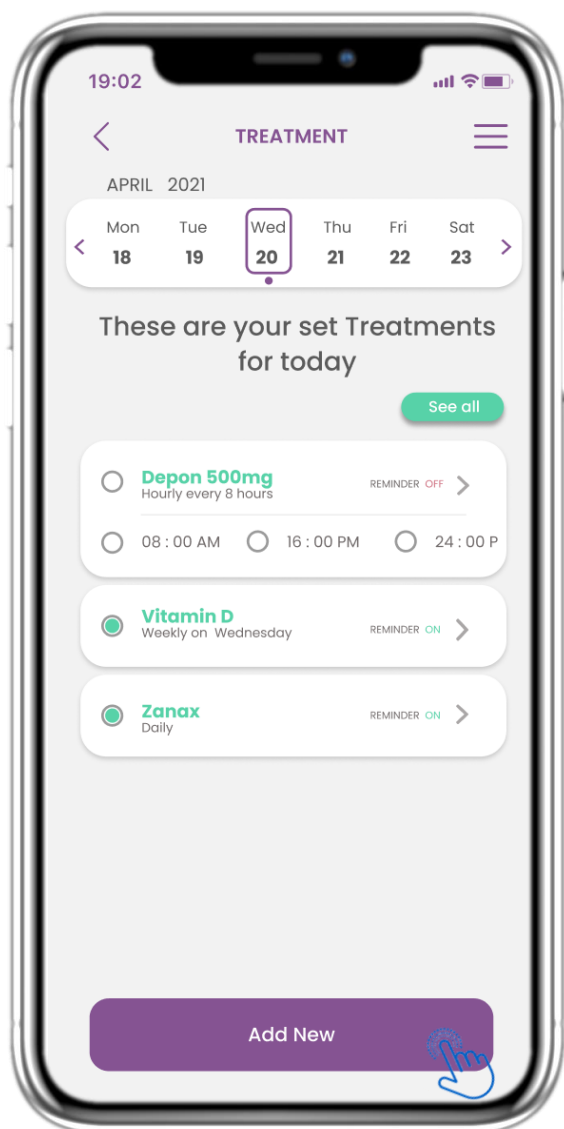 19:02
TREATMENT
APRIL 2021
Mon Tue Wed Thu Fri Sat
18 19 20 21 22 23
These are your set Treatments
for today
See all
Depon 500mg
Hourly every 8 hours
REMINDER OFF
08 : 00 AM 16 : 00 PM 24 : 00 P
Vitamin D
Weekly on Wednesday
REMINDER ON
Zanax
Daily
REMINDER ON
Add New